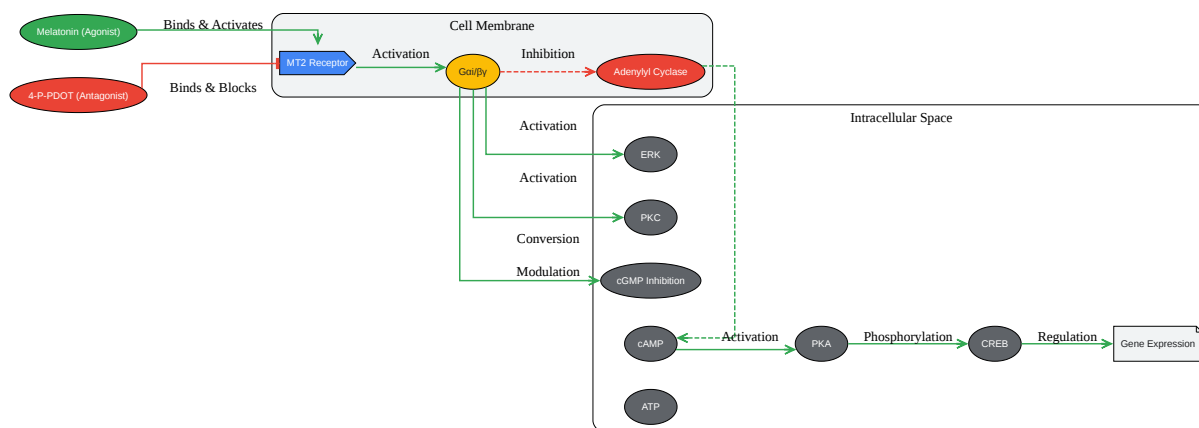 Cell Membrane
Melatonin (Agonist)
Binds & Activates
MT2 Receptor
Activation
Gαi/βγ
Inhibition
Adenylyl Cyclase
4-P-PDOT (Antagonist)
Binds & Blocks
Intracellular Space
Activation
ERK
Activation
PKC
Conversion
Modulation
cGMP Inhibition
cAMP
Activation
PKA
Phosphorylation
CREB
Regulation
Gene Expression
ATP